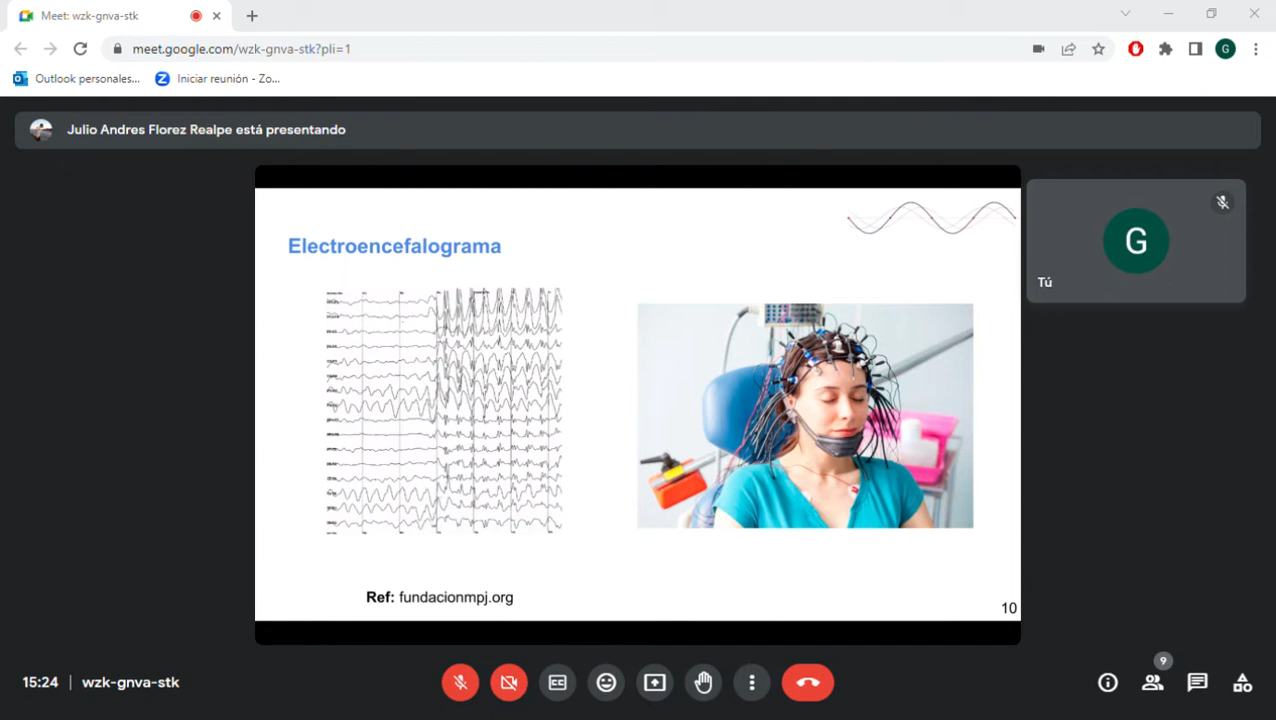 Meet: wzk-gnva-stk
meet.google.com/wzk-gnva-stk?pli=1
G
Outlook personales...
Iniciar reunión - Zo...
Julio Andres Florez Realpe está presentando
Electroencefalograma
G
Tú
Ref: fundacionmpj.org
10
15:24 | wzk-gnva-stk
9